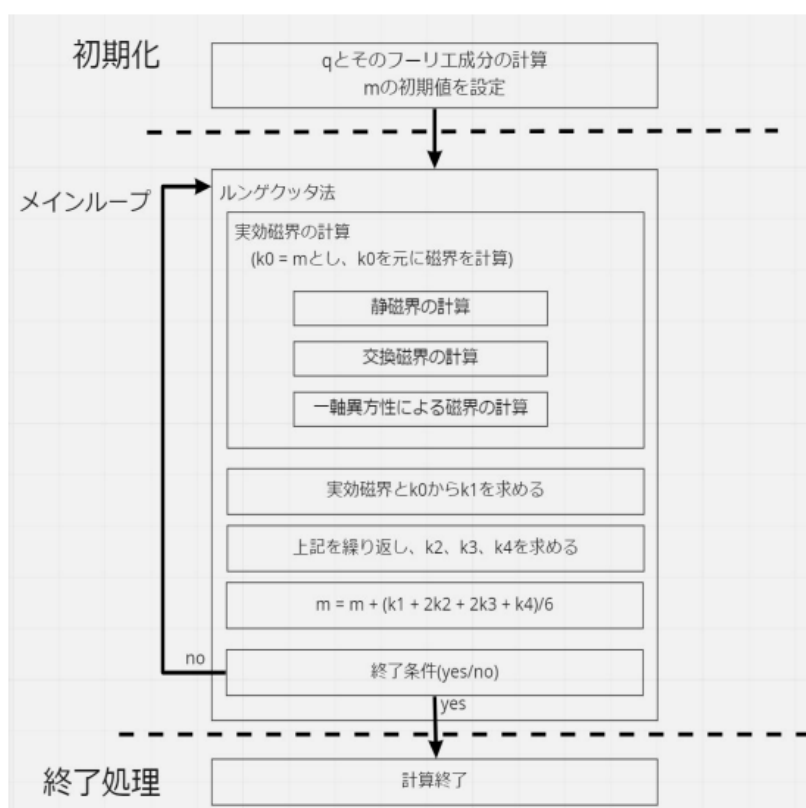 初期化
qとそのフーリエ成分の計算
mの初期値を設定
メインループ
ルンゲクッタ法
実効磁界の計算
(k0 = mとし、k0を元に磁界を計算)
静磁界の計算
交換磁界の計算
一軸異方性による磁界の計算
実効磁界とk0からk1を求める
上記を繰り返し、k2、k3、k4を求める
m = m + (k1 + 2k2 + 2k3 + k4)/6
no
終了条件(yes/no)
yes
終了処理
計算終了